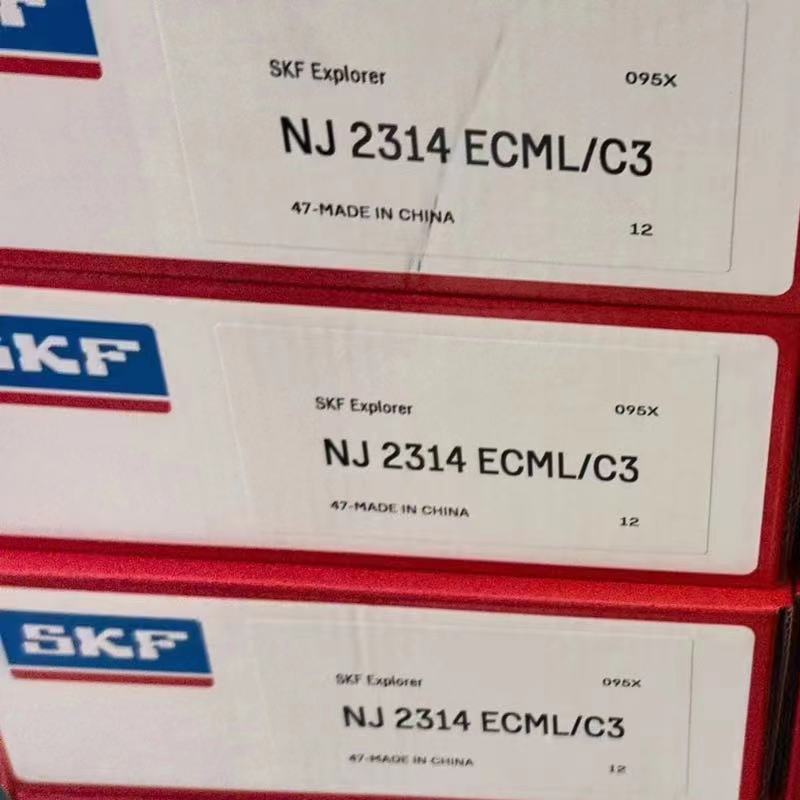 SKF Explorer 095X
NJ 2314 ECML/C3
47-MADE IN CHINA 12
SKF
SKF Explorer 095X
NJ 2314 ECML/C3
47-MADE IN CHINA 12
SKF
SKF Explorer 095X
NJ 2314 ECML/C3
47-MADE IN CHINA 12